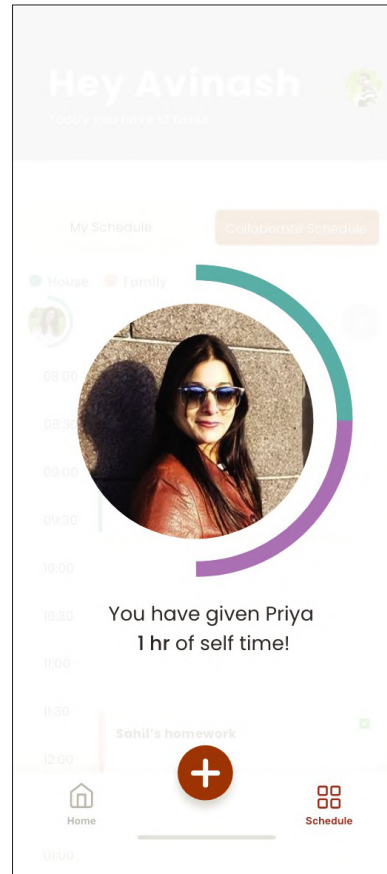 Hey Avinash
My Schedule
Collaborate Schedule
House
Family
08:00
08:30
09:00
09:30
10:00
You have given Priya
10:30
1 hr of self time!
11:00
11:30
Sahil's homework
12:00
Home
Schedule
01:00